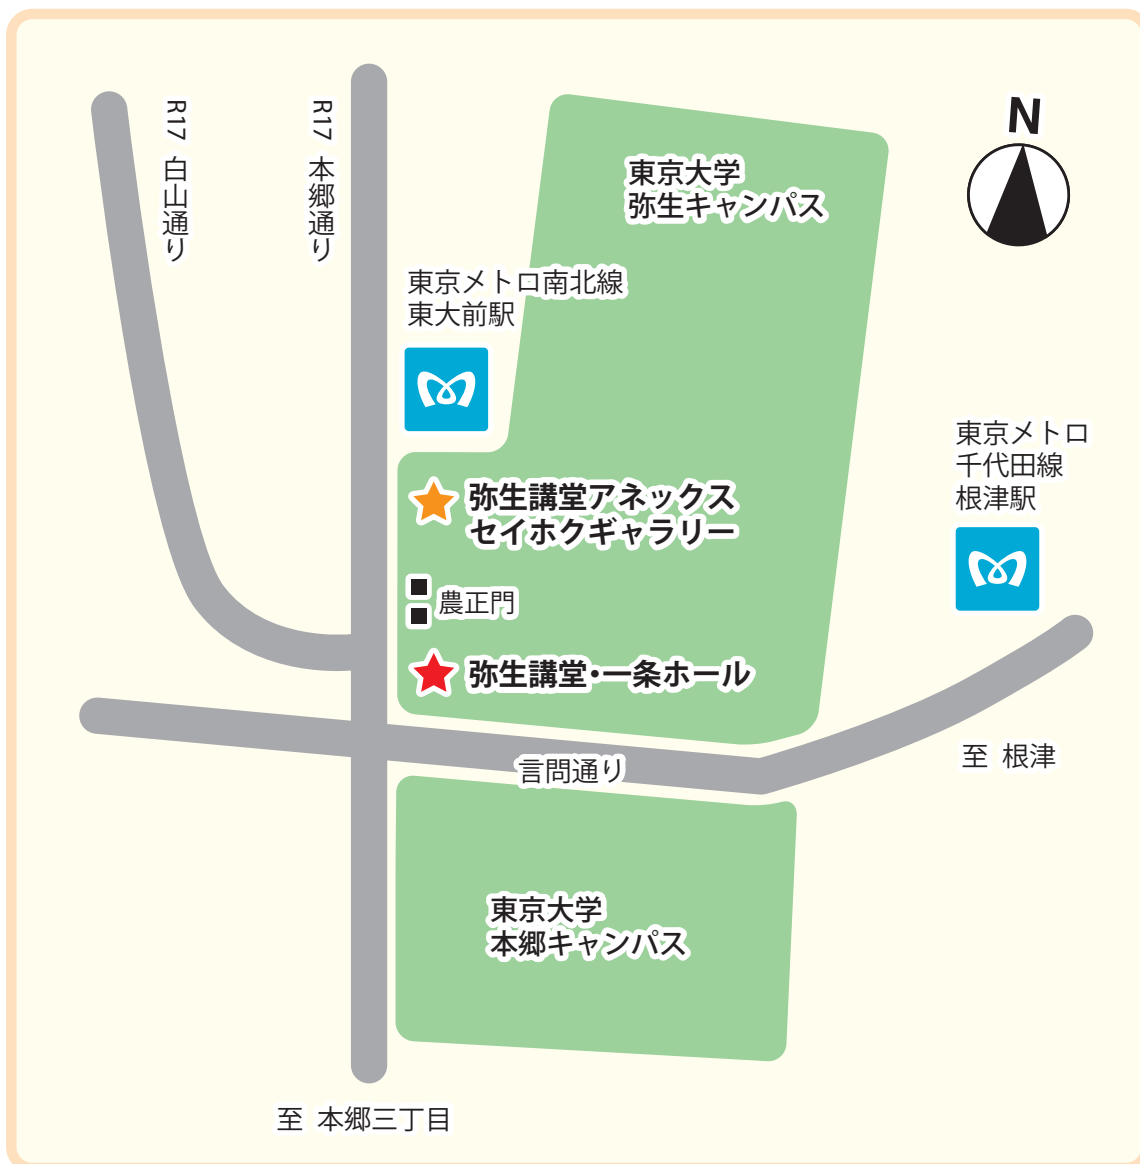 N
R17 白山通り
R17 本郷通り
東京大学
弥生キャンパス
東京メトロ南北線
東大前駅
東京メトロ
千代田線
根津駅
弥生講堂アネックス
セイホクギャラリー
農正門
弥生講堂・一条ホール
至 根津
言問通り
東京大学
本郷キャンパス
至 本郷三丁目